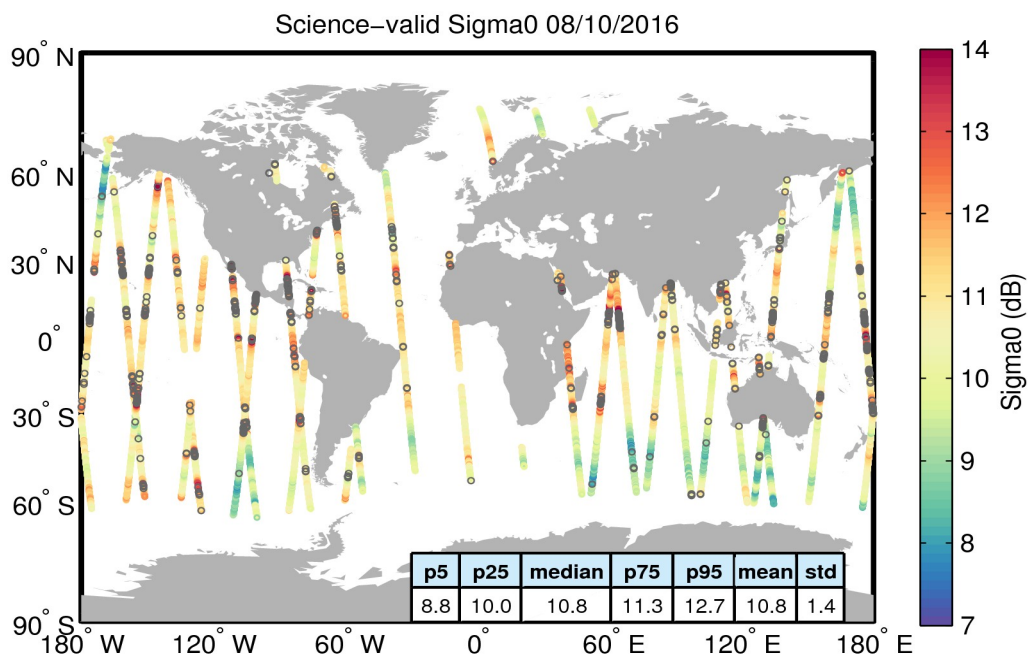 Science−valid Sigma0 08/10/2016
90° N
60° N
30° N
0°
30° S
60° S
90° S
180° W
120° W
60° W
0°
60° E
120° E
180° E
p5 p25 median p75 p95 mean std
8.8 10.0 10.8 11.3 12.7 10.8 1.4
14
13
12
11
10
9
8
7
Sigma0 (dB)